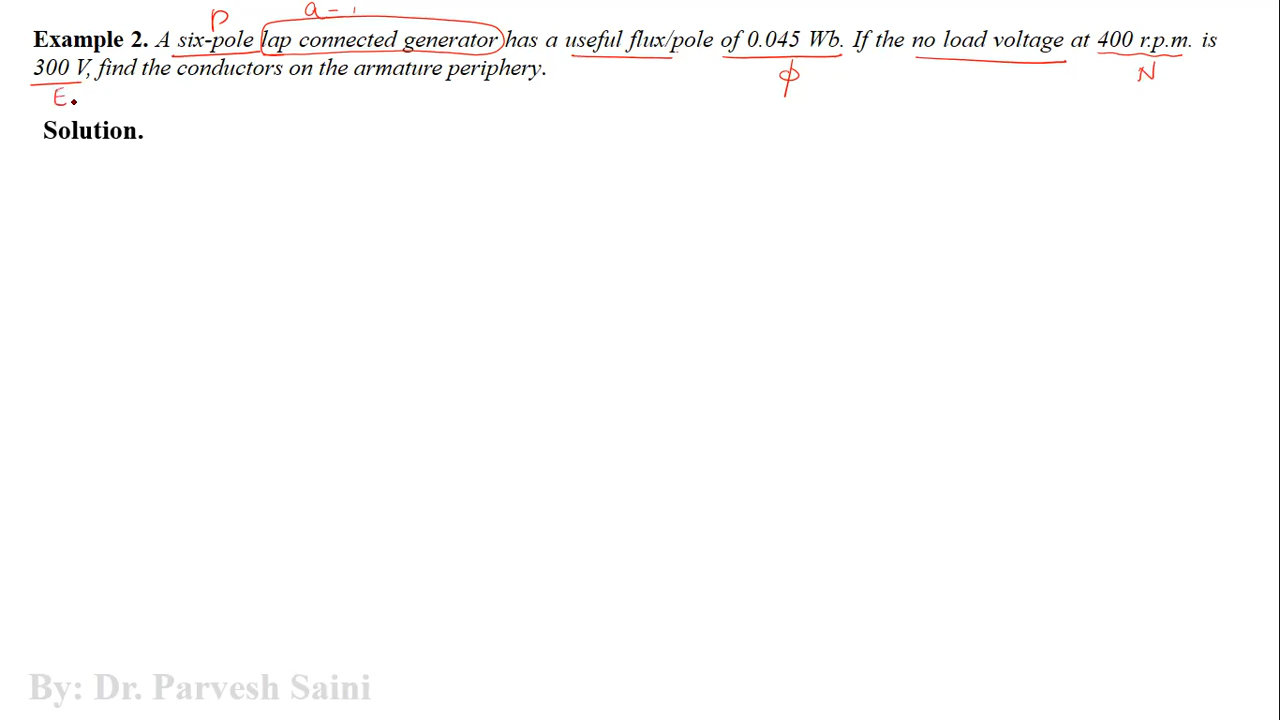 P a =
Example 2. A six-pole lap connected generator has a useful flux/pole of 0.045 Wb. If the no load voltage at 400 r.p.m. is
300 V, find the conductors on the armature periphery.
ϕ N
E
Solution.
By: Dr. Parvesh Saini